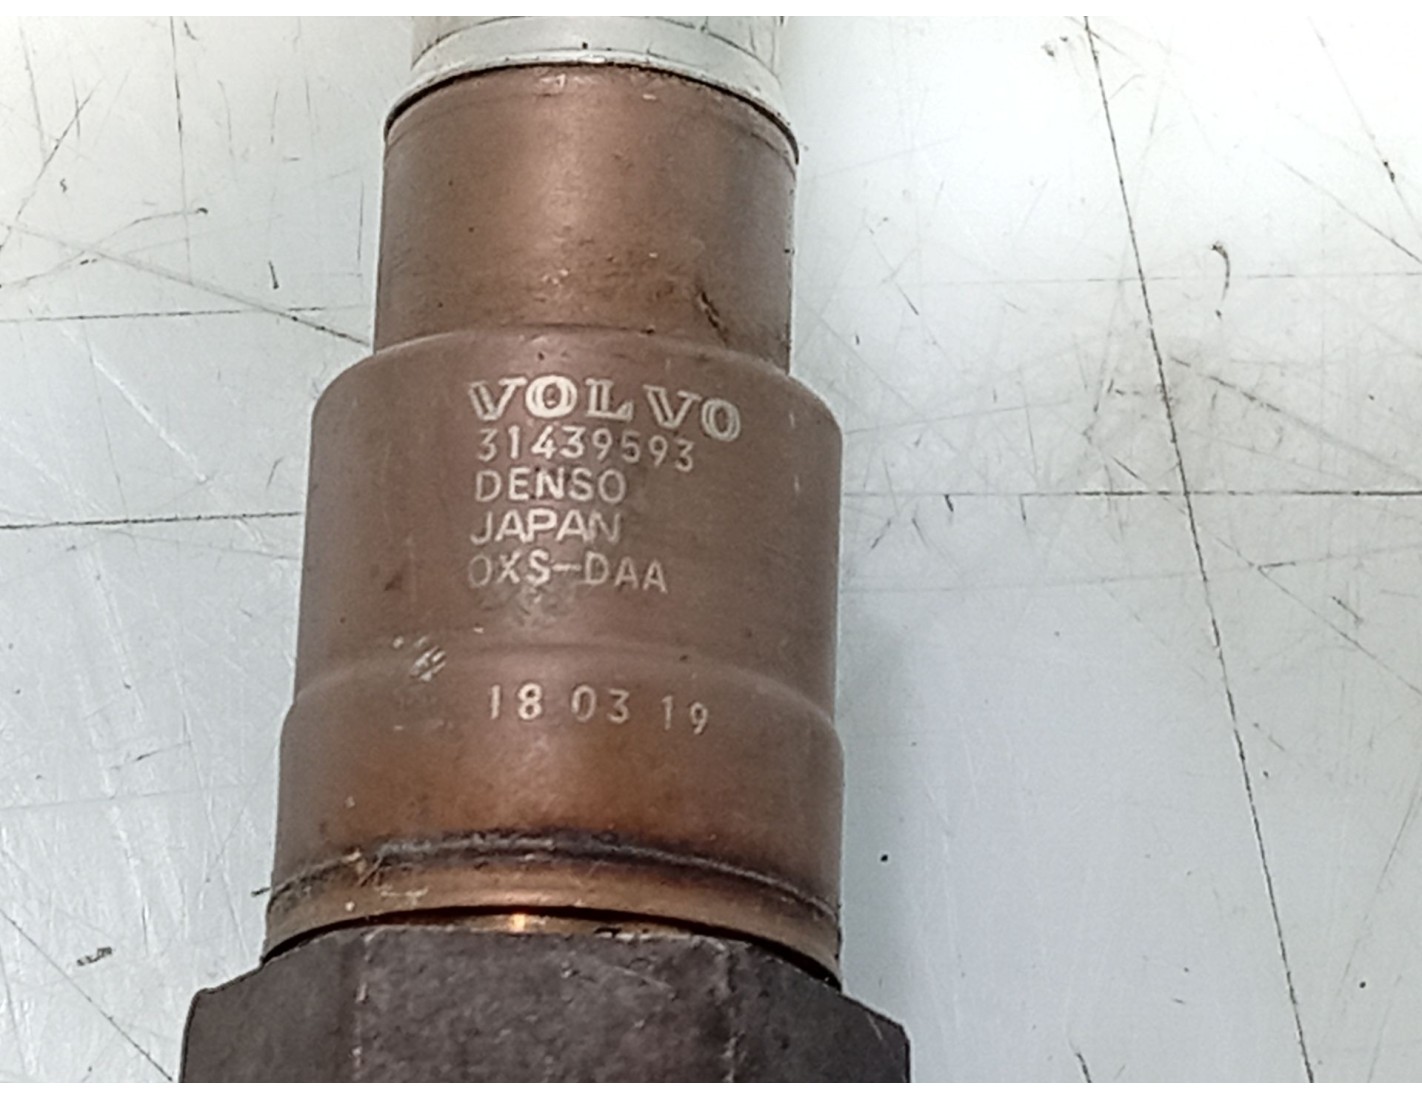 VOLVO
31439593
DENSO
JAPAN
OXS-DAA
18 03 19